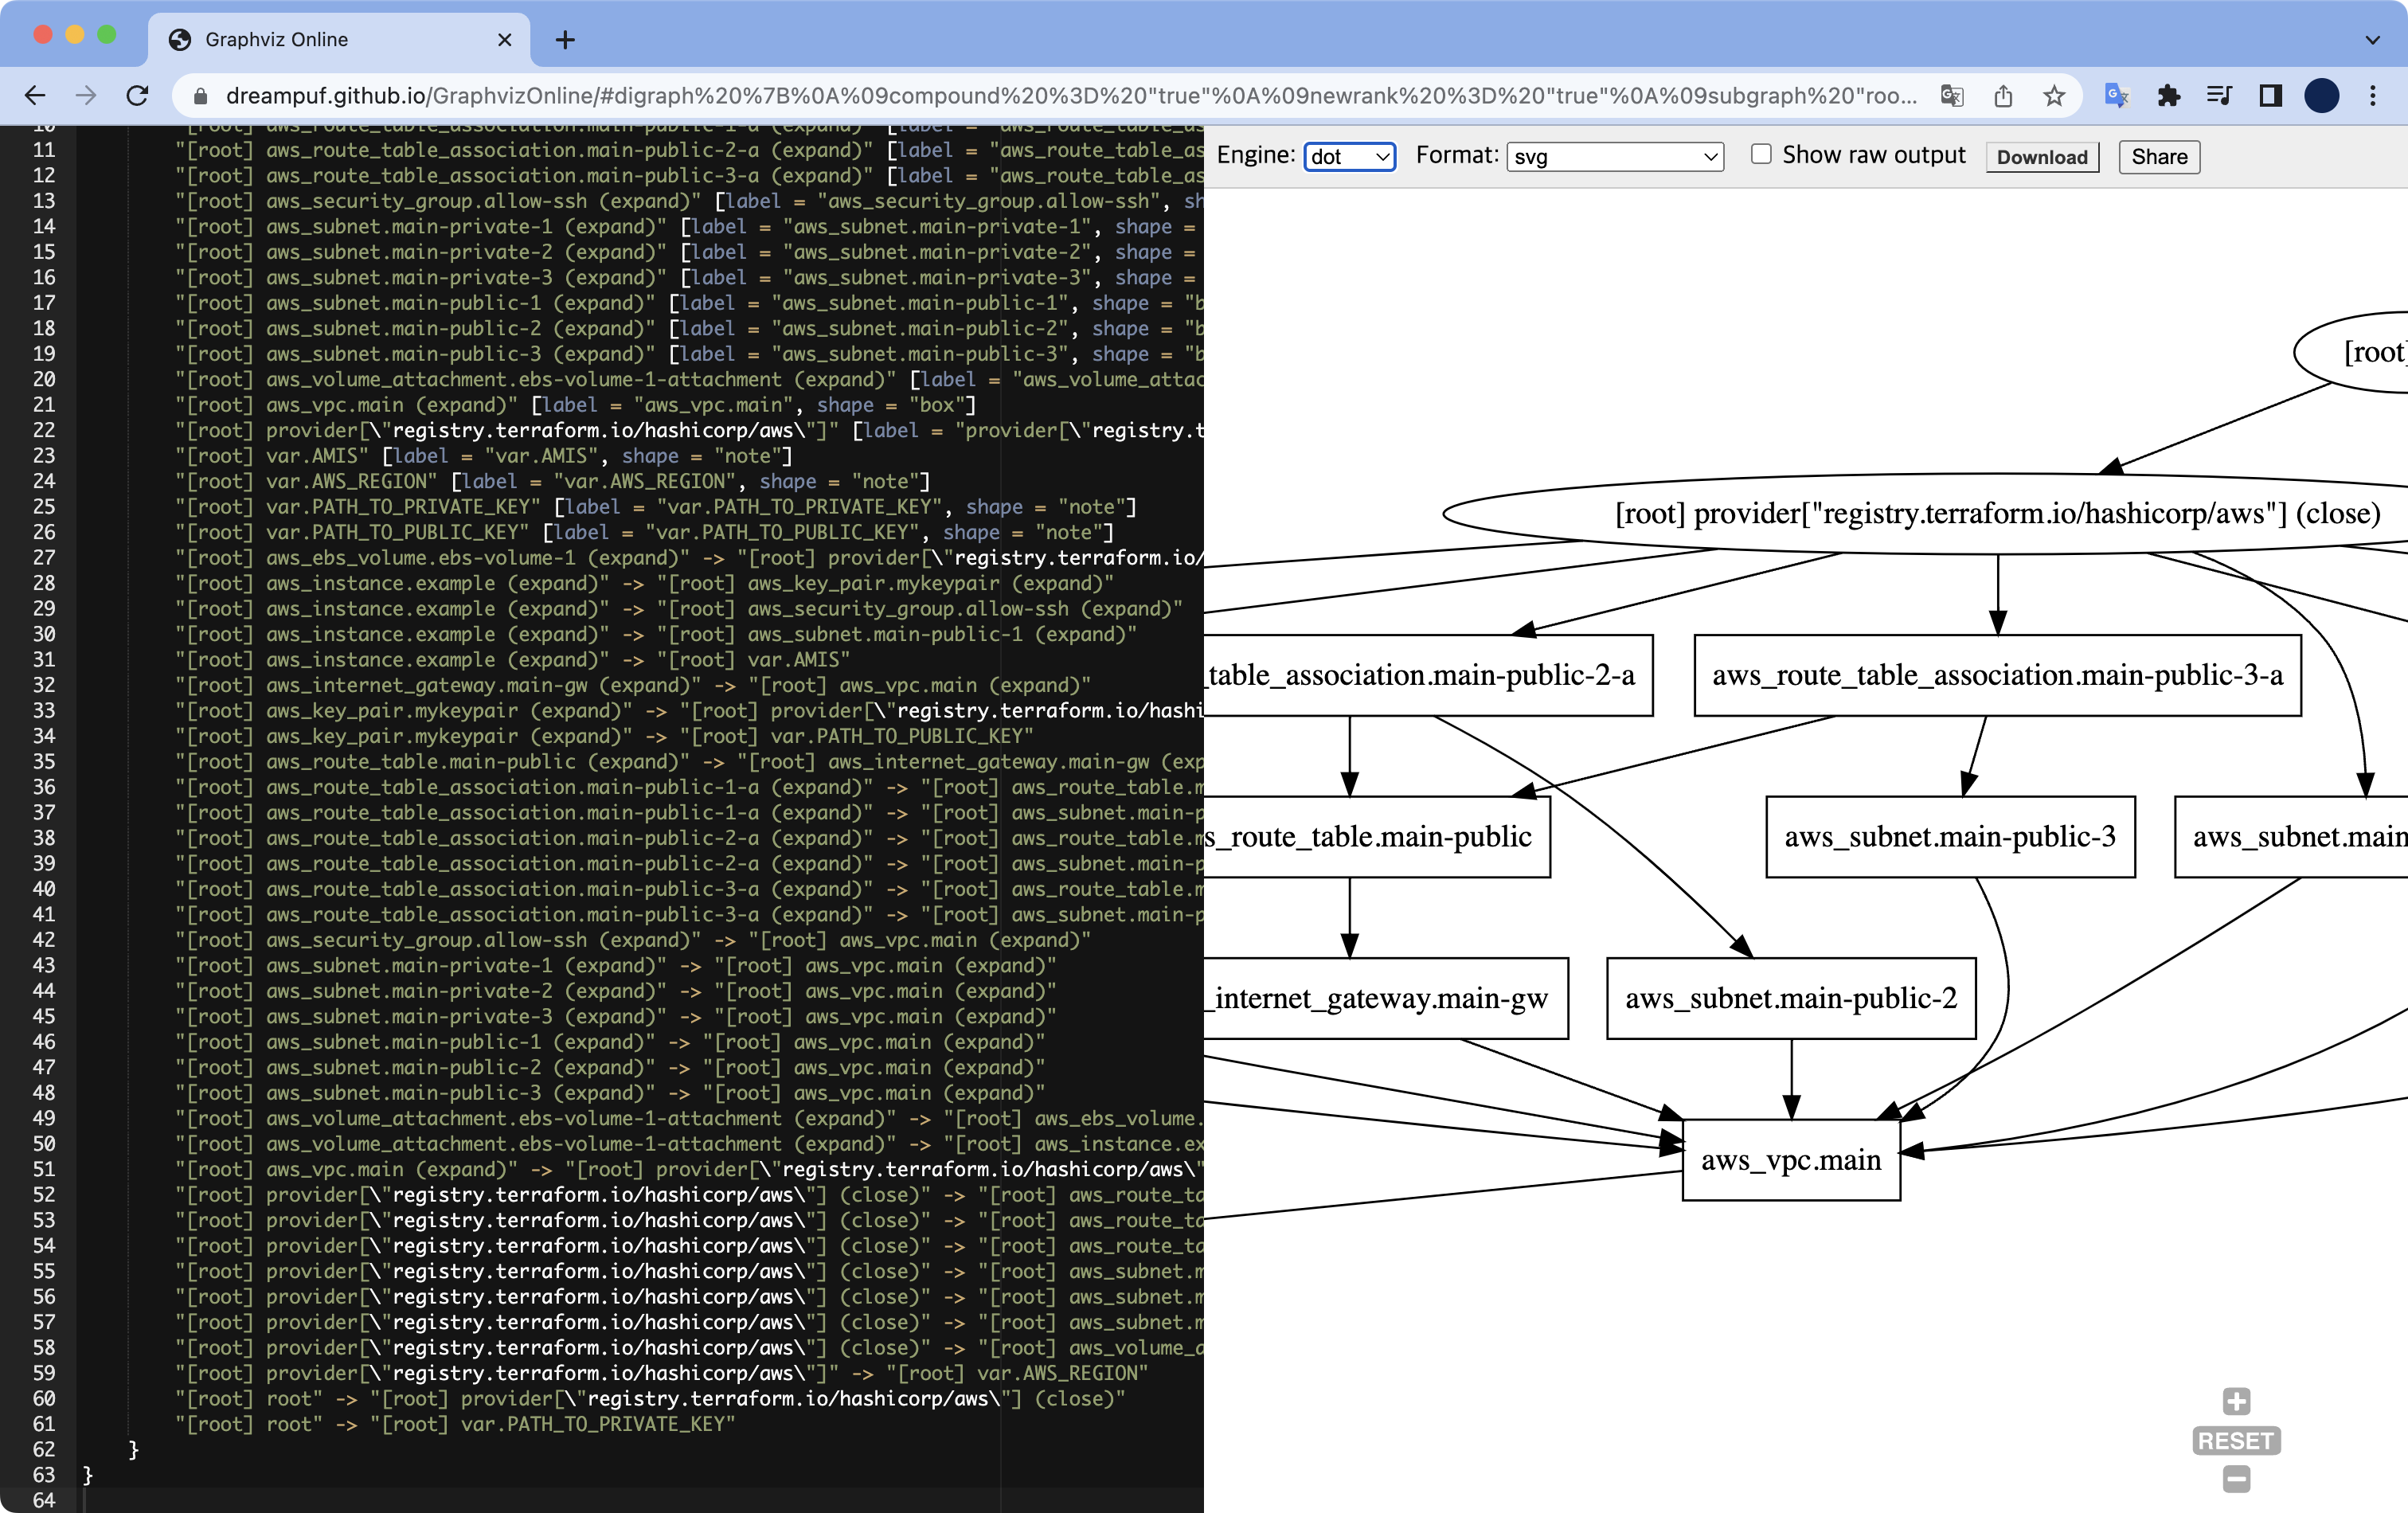 Graphviz Online
dreampuf.github.io/GraphvizOnline/#digraph%20%7B%0A%09compound%20%3D%20"true"%0A%09newrank%20%3D%20"true"%0A%09subgraph%20"roo...
10 "[root] aws_route_table_association.main-public-1-a (expand)" [label = "aws_route_table_as
11 "[root] aws_route_table_association.main-public-2-a (expand)" [label = "aws_route_table_as
12 "[root] aws_route_table_association.main-public-3-a (expand)" [label = "aws_route_table_as
13 "[root] aws_security_group.allow-ssh (expand)" [label = "aws_security_group.allow-ssh", sh
14 "[root] aws_subnet.main-private-1 (expand)" [label = "aws_subnet.main-private-1", shape =
15 "[root] aws_subnet.main-private-2 (expand)" [label = "aws_subnet.main-private-2", shape =
16 "[root] aws_subnet.main-private-3 (expand)" [label = "aws_subnet.main-private-3", shape =
17 "[root] aws_subnet.main-public-1 (expand)" [label = "aws_subnet.main-public-1", shape = "b
18 "[root] aws_subnet.main-public-2 (expand)" [label = "aws_subnet.main-public-2", shape = "b
19 "[root] aws_subnet.main-public-3 (expand)" [label = "aws_subnet.main-public-3", shape = "b
20 "[root] aws_volume_attachment.ebs-volume-1-attachment (expand)" [label = "aws_volume_attac
21 "[root] aws_vpc.main (expand)" [label = "aws_vpc.main", shape = "box"]
22 "[root] provider[\"registry.terraform.io/hashicorp/aws\"]" [label = "provider[\"registry.t
23 "[root] var.AMIS" [label = "var.AMIS", shape = "note"]
24 "[root] var.AWS_REGION" [label = "var.AWS_REGION", shape = "note"]
25 "[root] var.PATH_TO_PRIVATE_KEY" [label = "var.PATH_TO_PRIVATE_KEY", shape = "note"]
26 "[root] var.PATH_TO_PUBLIC_KEY" [label = "var.PATH_TO_PUBLIC_KEY", shape = "note"]
27 "[root] aws_ebs_volume.ebs-volume-1 (expand)" -> "[root] provider[\"registry.terraform.io/
28 "[root] aws_instance.example (expand)" -> "[root] aws_key_pair.mykeypair (expand)"
29 "[root] aws_instance.example (expand)" -> "[root] aws_security_group.allow-ssh (expand)"
30 "[root] aws_instance.example (expand)" -> "[root] aws_subnet.main-public-1 (expand)"
31 "[root] aws_instance.example (expand)" -> "[root] var.AMIS"
32 "[root] aws_internet_gateway.main-gw (expand)" -> "[root] aws_vpc.main (expand)"
33 "[root] aws_key_pair.mykeypair (expand)" -> "[root] provider[\"registry.terraform.io/hashi
34 "[root] aws_key_pair.mykeypair (expand)" -> "[root] var.PATH_TO_PUBLIC_KEY"
35 "[root] aws_route_table.main-public (expand)" -> "[root] aws_internet_gateway.main-gw (exp
36 "[root] aws_route_table_association.main-public-1-a (expand)" -> "[root] aws_route_table.m
37 "[root] aws_route_table_association.main-public-1-a (expand)" -> "[root] aws_subnet.main-p
38 "[root] aws_route_table_association.main-public-2-a (expand)" -> "[root] aws_route_table.m
39 "[root] aws_route_table_association.main-public-2-a (expand)" -> "[root] aws_subnet.main-p
40 "[root] aws_route_table_association.main-public-3-a (expand)" -> "[root] aws_route_table.m
41 "[root] aws_route_table_association.main-public-3-a (expand)" -> "[root] aws_subnet.main-p
42 "[root] aws_security_group.allow-ssh (expand)" -> "[root] aws_vpc.main (expand)"
43 "[root] aws_subnet.main-private-1 (expand)" -> "[root] aws_vpc.main (expand)"
44 "[root] aws_subnet.main-private-2 (expand)" -> "[root] aws_vpc.main (expand)"
45 "[root] aws_subnet.main-private-3 (expand)" -> "[root] aws_vpc.main (expand)"
46 "[root] aws_subnet.main-public-1 (expand)" -> "[root] aws_vpc.main (expand)"
47 "[root] aws_subnet.main-public-2 (expand)" -> "[root] aws_vpc.main (expand)"
48 "[root] aws_subnet.main-public-3 (expand)" -> "[root] aws_vpc.main (expand)"
49 "[root] aws_volume_attachment.ebs-volume-1-attachment (expand)" -> "[root] aws_ebs_volume.
50 "[root] aws_volume_attachment.ebs-volume-1-attachment (expand)" -> "[root] aws_instance.ex
51 "[root] aws_vpc.main (expand)" -> "[root] provider[\"registry.terraform.io/hashicorp/aws\"
52 "[root] provider[\"registry.terraform.io/hashicorp/aws\"] (close)" -> "[root] aws_route_ta
53 "[root] provider[\"registry.terraform.io/hashicorp/aws\"] (close)" -> "[root] aws_route_ta
54 "[root] provider[\"registry.terraform.io/hashicorp/aws\"] (close)" -> "[root] aws_route_ta
55 "[root] provider[\"registry.terraform.io/hashicorp/aws\"] (close)" -> "[root] aws_subnet.m
56 "[root] provider[\"registry.terraform.io/hashicorp/aws\"] (close)" -> "[root] aws_subnet.m
57 "[root] provider[\"registry.terraform.io/hashicorp/aws\"] (close)" -> "[root] aws_subnet.m
58 "[root] provider[\"registry.terraform.io/hashicorp/aws\"] (close)" -> "[root] aws_volume_a
59 "[root] provider[\"registry.terraform.io/hashicorp/aws\"]" -> "[root] var.AWS_REGION"
60 "[root] root" -> "[root] provider[\"registry.terraform.io/hashicorp/aws\"] (close)"
61 "[root] root" -> "[root] var.PATH_TO_PRIVATE_KEY"
62 }
63 }
64
Engine: dot Format: svg Show raw output Download Share
[root]
[root] provider["registry.terraform.io/hashicorp/aws"] (close)
_table_association.main-public-2-a
aws_route_table_association.main-public-3-a
s_route_table.main-public
aws_subnet.main-public-3
aws_subnet.main
_internet_gateway.main-gw
aws_subnet.main-public-2
aws_vpc.main
RESET